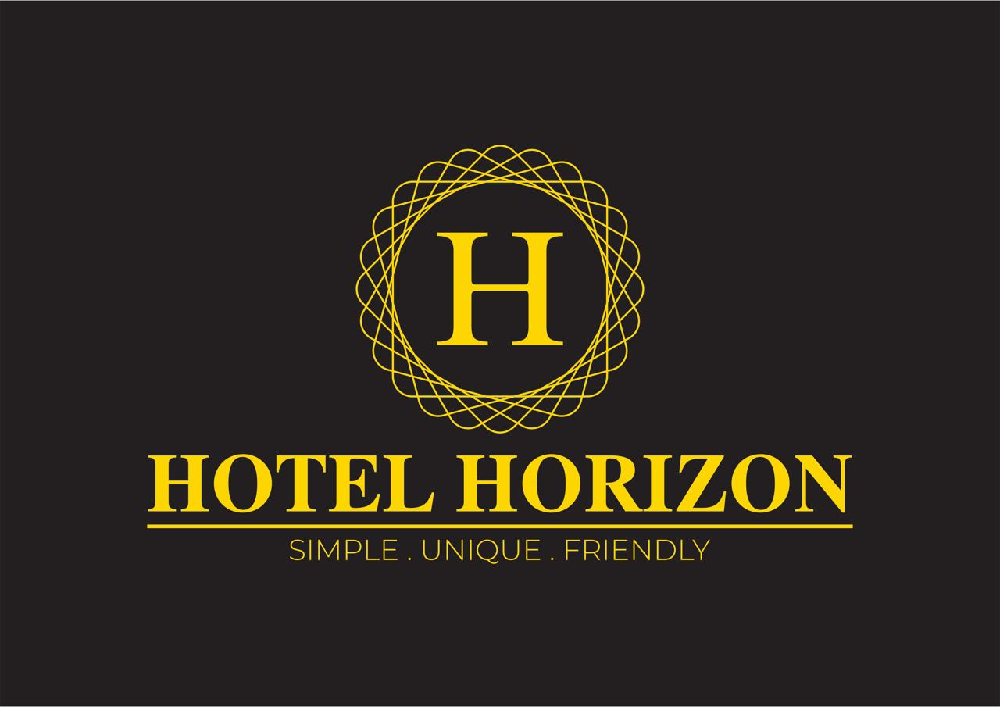 H
HOTEL HORIZON
SIMPLE . UNIQUE . FRIENDLY